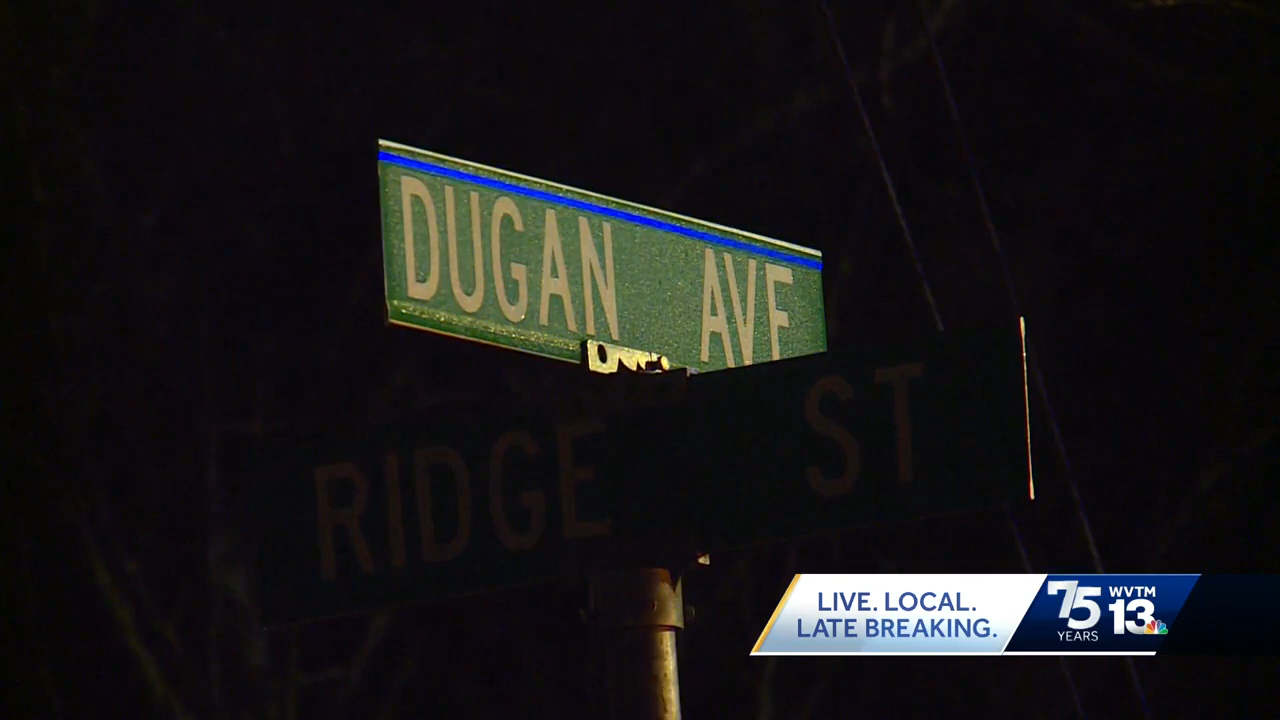 DUGAN AVE
RIDGE ST
LIVE. LOCAL.
LATE BREAKING.
75
YEARS
WVTM
13